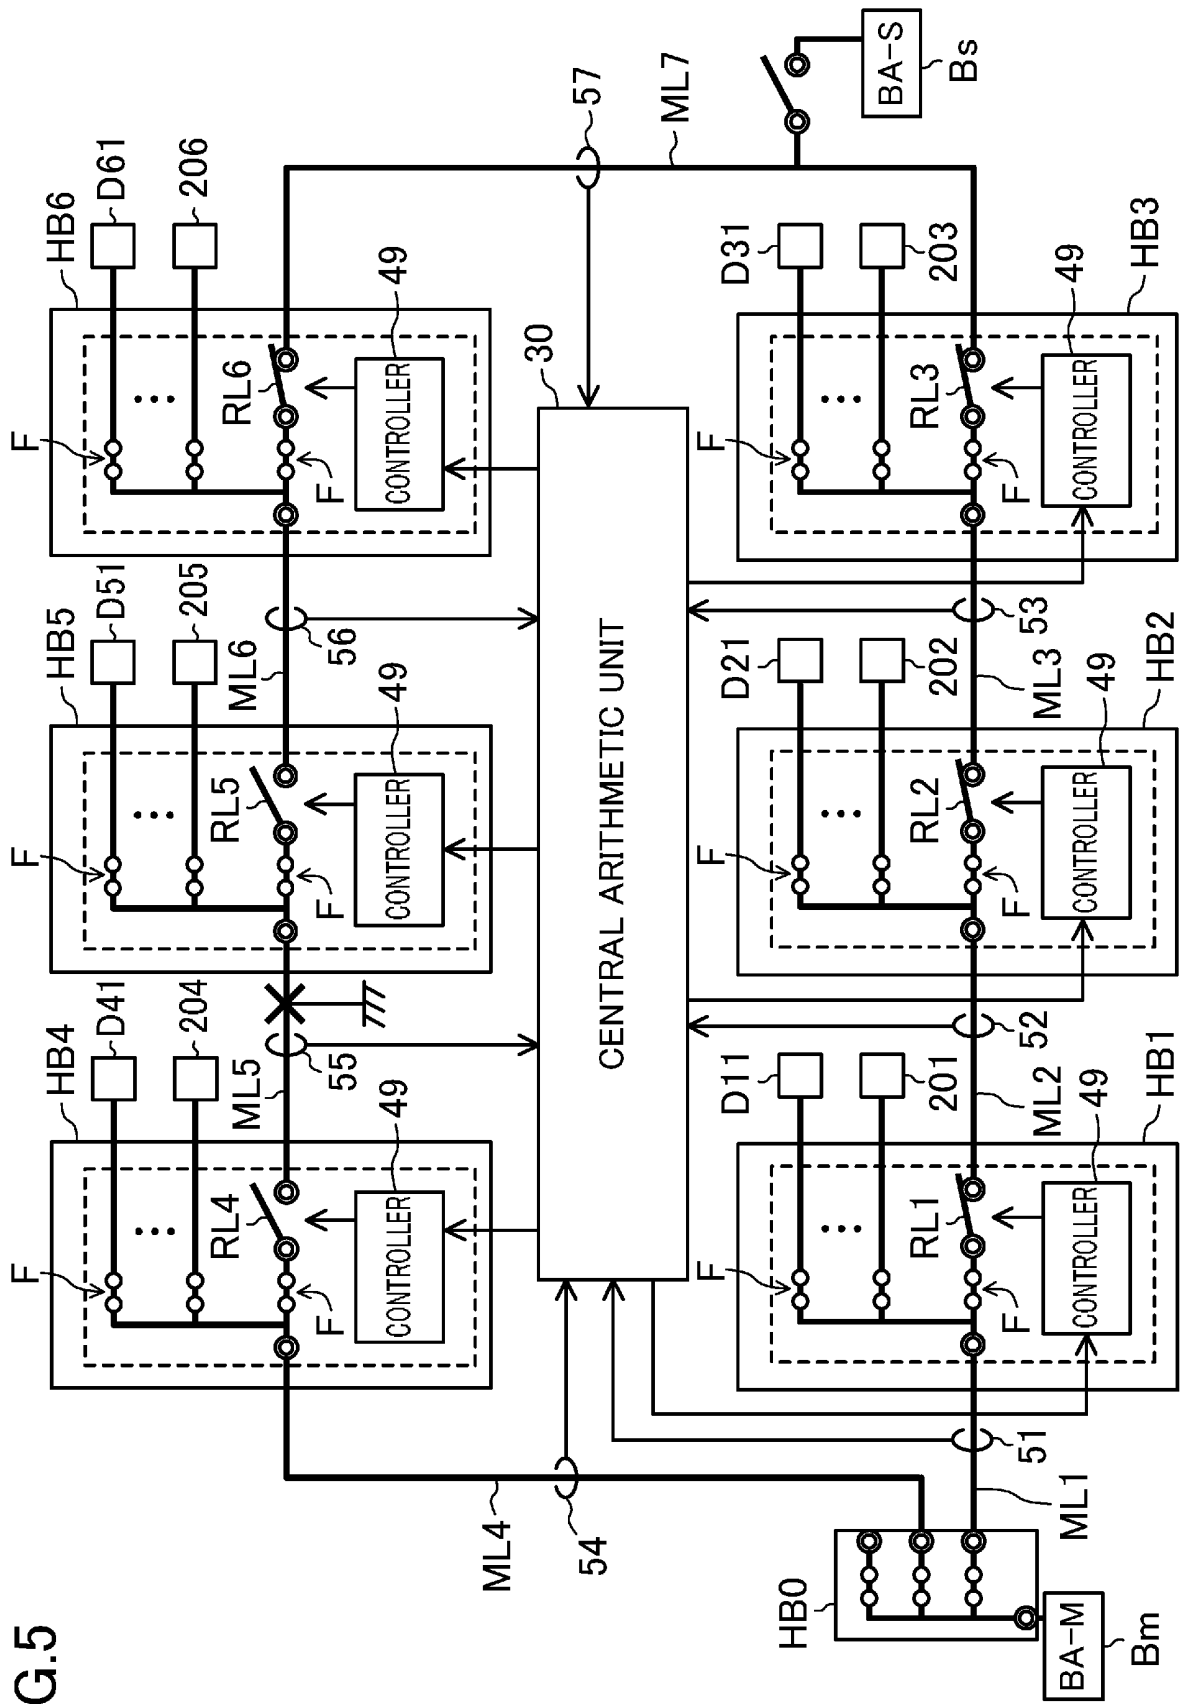 G.5
HB4
D41
204
F
RL4
49
F
CONTROLLER
ML5
55
HB5
D51
205
F
RL5
49
F
CONTROLLER
ML6
56
HB6
D61
206
F
RL6
49
F
CONTROLLER
ML4
54
CENTRAL ARITHMETIC UNIT
30
57
ML7
HB0
BA-M
Bm
ML1
51
D11
201
F
RL1
F
49
CONTROLLER
HB1
ML2
52
D21
202
F
RL2
F
49
CONTROLLER
HB2
ML3
53
D31
203
F
RL3
F
49
CONTROLLER
HB3
BA-S
Bs